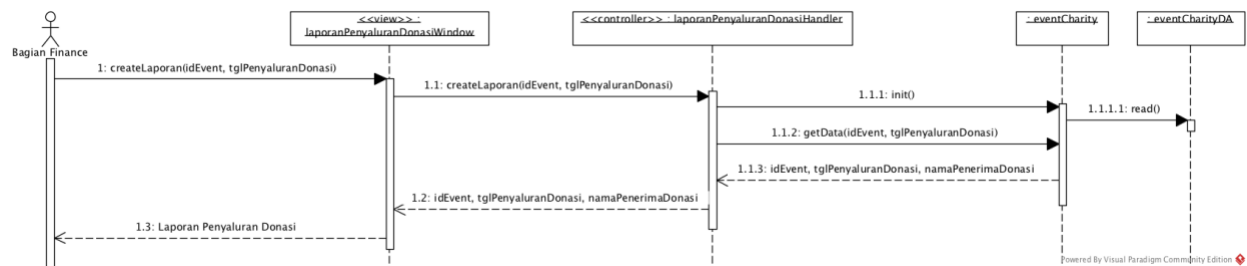 <<view>> :
laporanPenyaluranDonasiWindow
<<controller>> : laporanPenyaluranDonasiHandler
: eventCharity
: eventCharityDA
Bagian Finance
1: createLaporan(idEvent, tglPenyaluranDonasi)
1.1: createLaporan(idEvent, tglPenyaluranDonasi)
1.1.1: init()
1.1.1.1: read()
1.1.2: getData(idEvent, tglPenyaluranDonasi)
1.1.3: idEvent, tglPenyaluranDonasi, namaPenerimaDonasi
1.2: idEvent, tglPenyaluranDonasi, namaPenerimaDonasi
1.3: Laporan Penyaluran Donasi
Powered By Visual Paradigm Community Edition